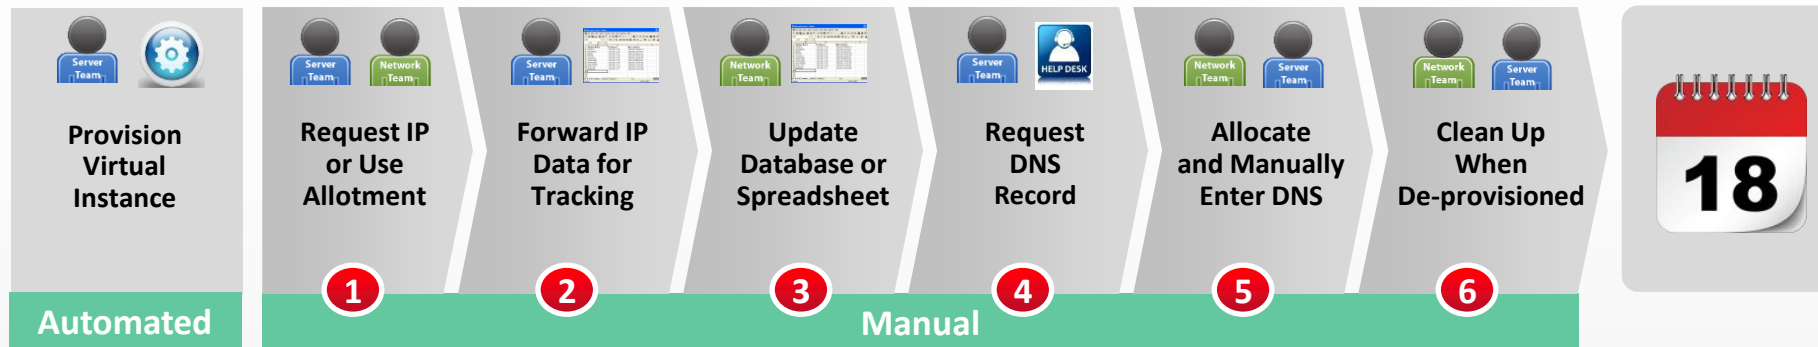 Server
Team
Provision
Virtual
Instance
Automated
Server
Team
Network
Team
Request IP
or Use
Allotment
1
Server
Team
Forward IP
Data for
Tracking
2
Network
Team
Update
Database or
Spreadsheet
3
Server
Team
HELP DESK
Request
DNS
Record
4
Network
Team
Server
Team
Allocate
and Manually
Enter DNS
5
Network
Team
Server
Team
Clean Up
When
De-provisioned
6
Manual
18